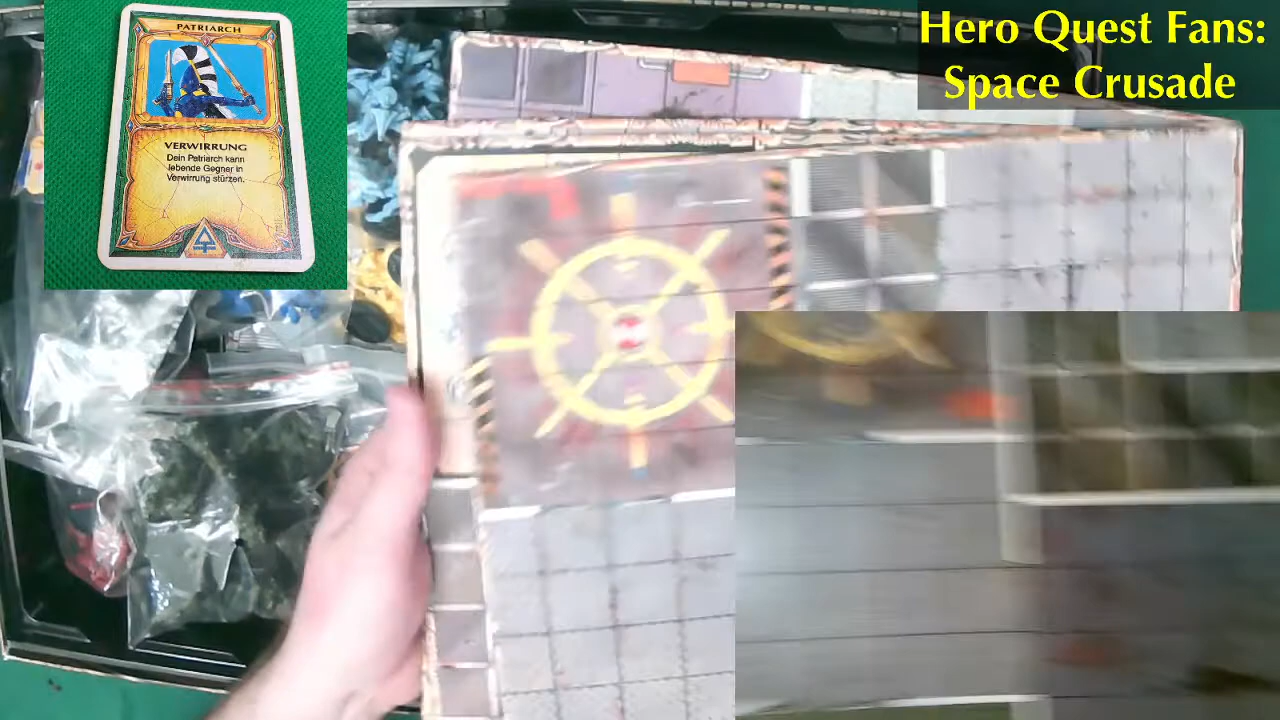 PATRIARCH
VERWIRRUNG
Dein Patriarch kann
lebende Gegner in
Verwirrung stürzen.
Hero Quest Fans:
Space Crusade